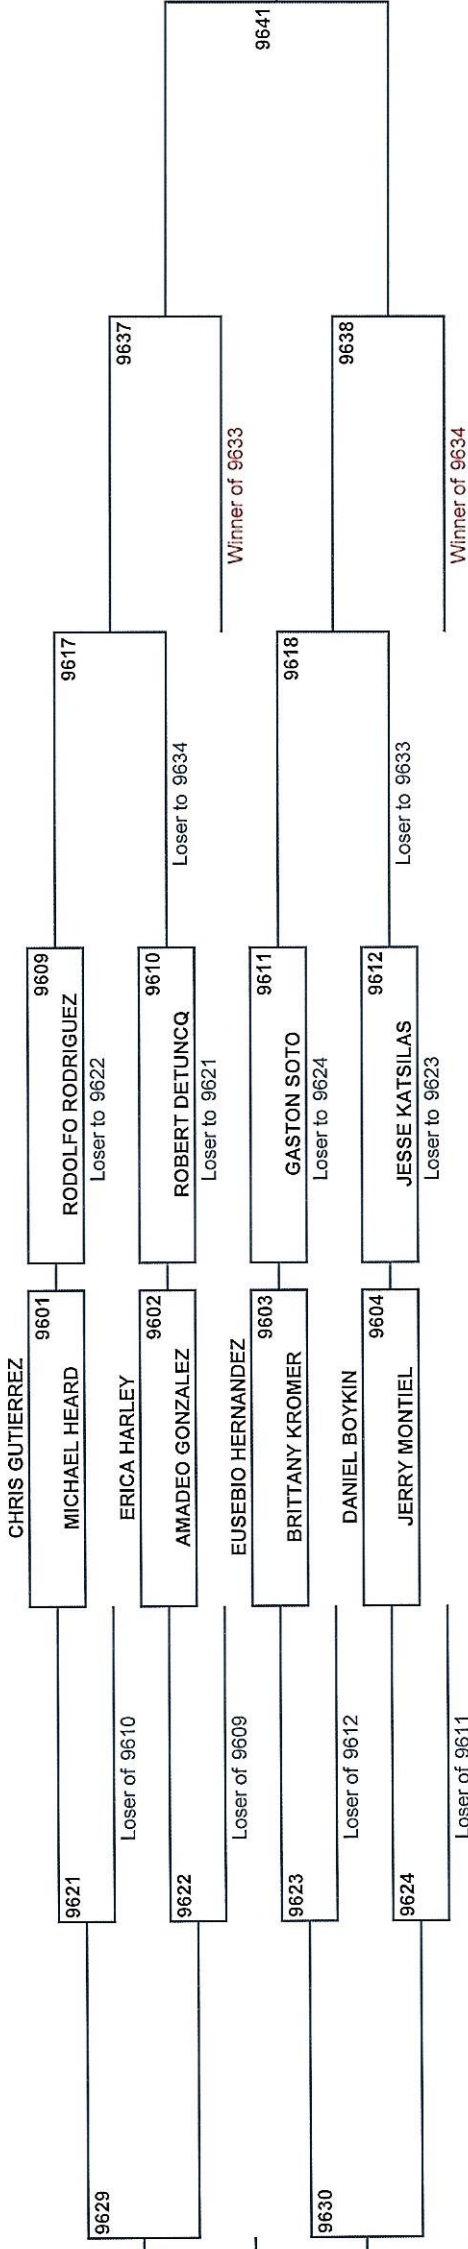 CHRIS GUTIERREZ
9601
MICHAEL HEARD
ERICA HARLEY
9602
AMADEO GONZALEZ
EUSEBIO HERNANDEZ
9603
BRITTANY KROMER
DANIEL BOYKIN
9604
JERRY MONTIEL
9609
RODOLFO RODRIGUEZ
Loser to 9622
9610
ROBERT DETUNCQ
Loser to 9621
9611
GASTON SOTO
Loser to 9624
9612
JESSE KATSILAS
Loser to 9623
9617
Loser to 9634
9618
Loser to 9633
9637
Winner of 9633
9638
Winner of 9634
9641
9621
Loser of 9610
9622
Loser of 9609
9623
Loser of 9612
9624
Loser of 9611
9629
9630